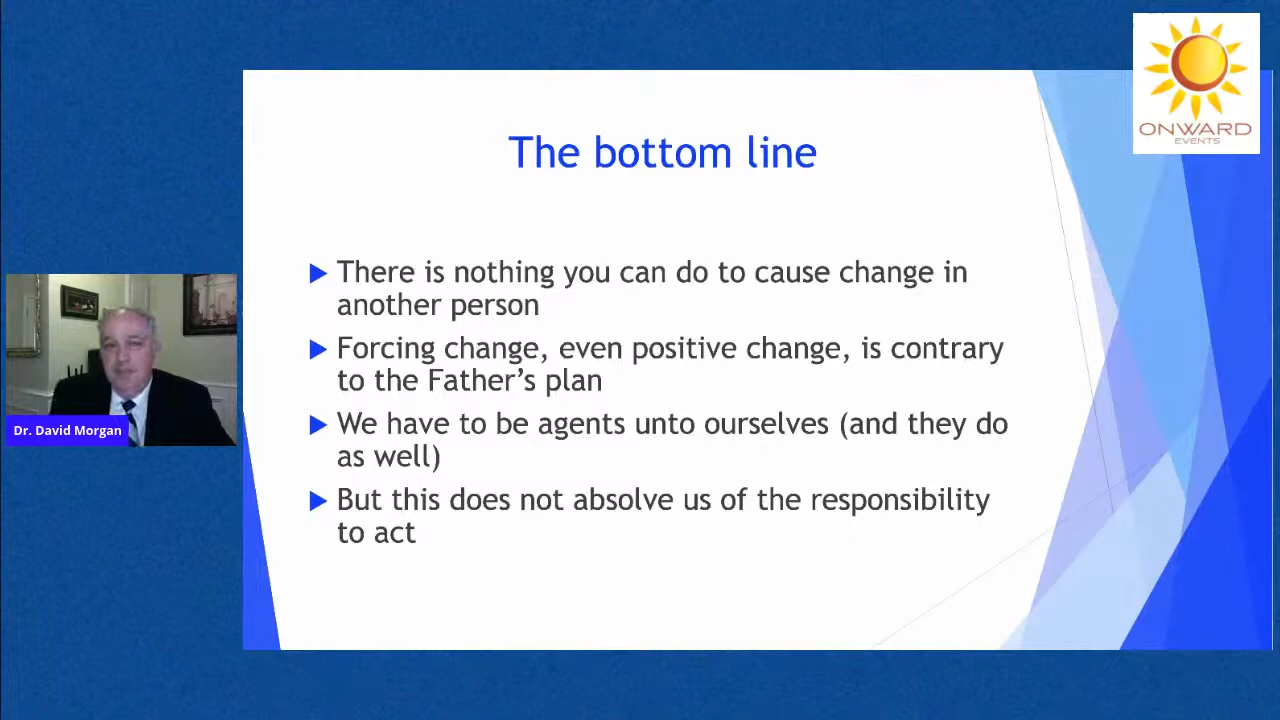 ONWARD
EVENTS
The bottom line
There is nothing you can do to cause change in
another person
Forcing change, even positive change, is contrary
to the Father’s plan
We have to be agents unto ourselves (and they do
as well)
But this does not absolve us of the responsibility
to act
Dr. David Morgan